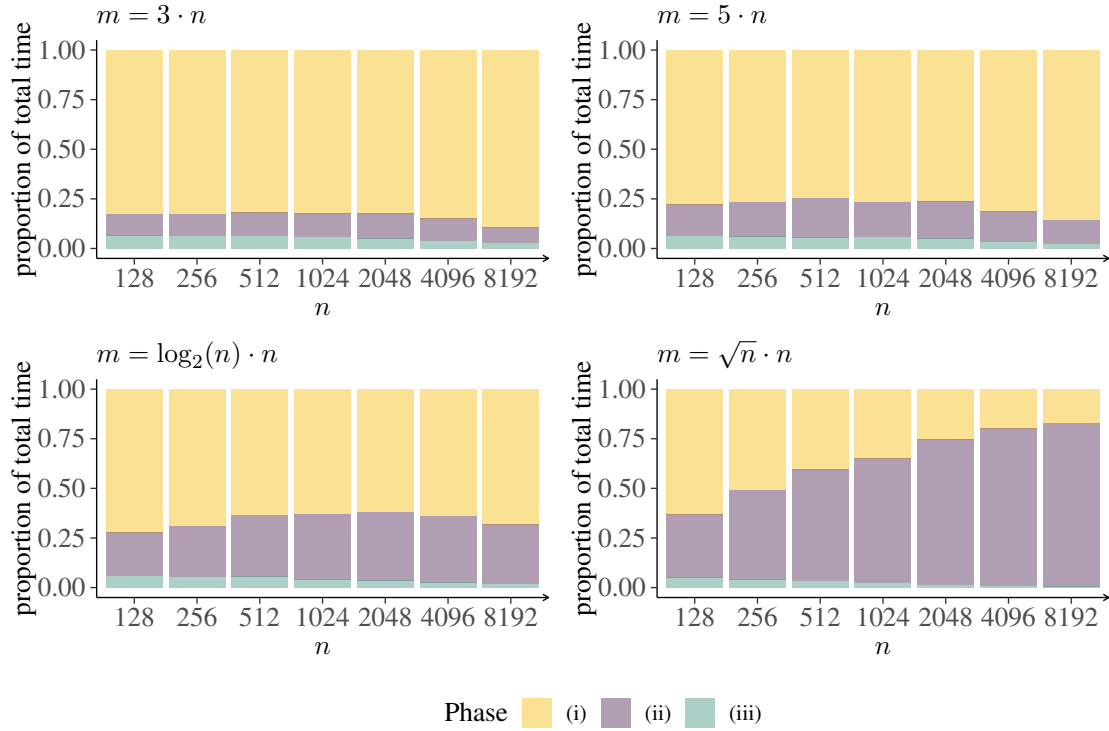 m = 3 · n
proportion of total time
1.00
0.75
0.50
0.25
0.00
128 256 512 1024 2048 4096 8192
n
m = 5 · n
proportion of total time
1.00
0.75
0.50
0.25
0.00
128 256 512 1024 2048 4096 8192
n
m = log₂(n) · n
proportion of total time
1.00
0.75
0.50
0.25
0.00
128 256 512 1024 2048 4096 8192
n
m = √n · n
proportion of total time
1.00
0.75
0.50
0.25
0.00
128 256 512 1024 2048 4096 8192
n
Phase (i) (ii) (iii)